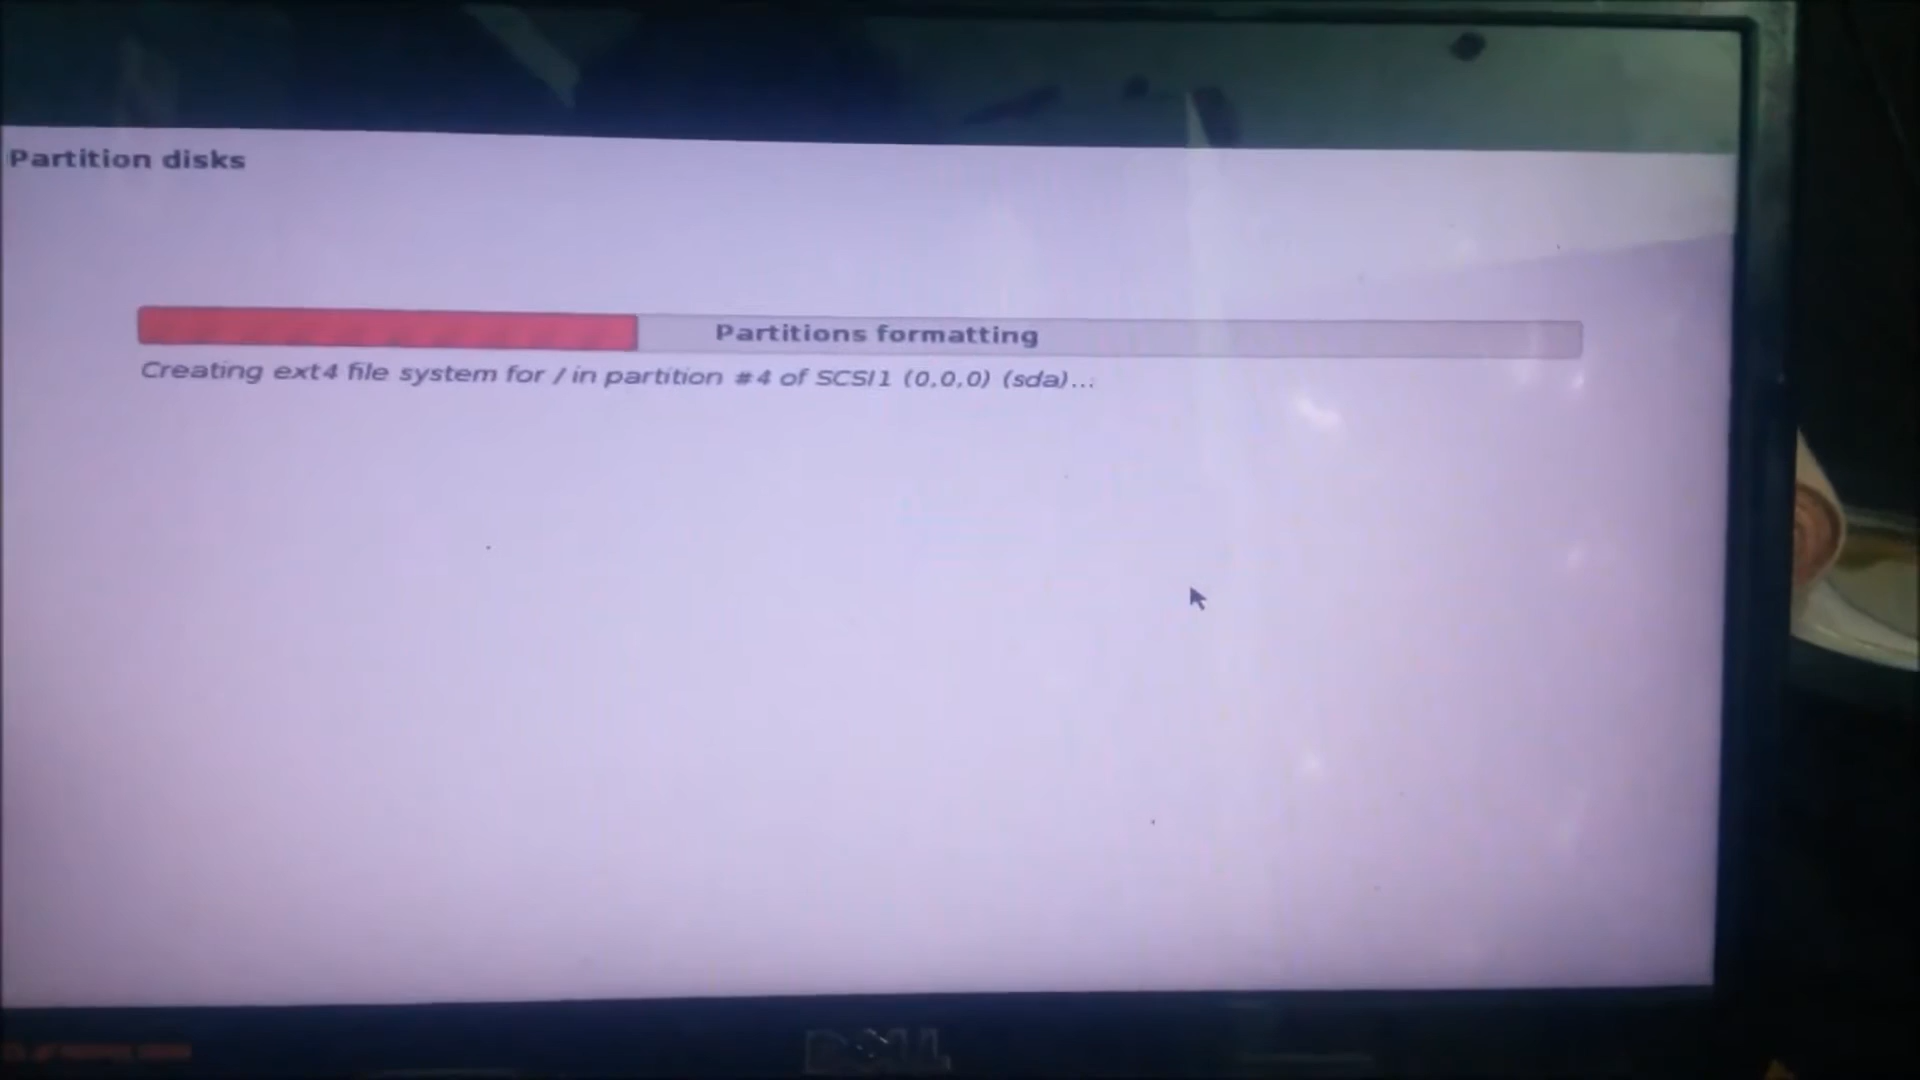 Partition disks
Partitions formatting
Creating ext4 file system for / in partition #4 of SCSI1 (0,0,0) (sda)...
DELL